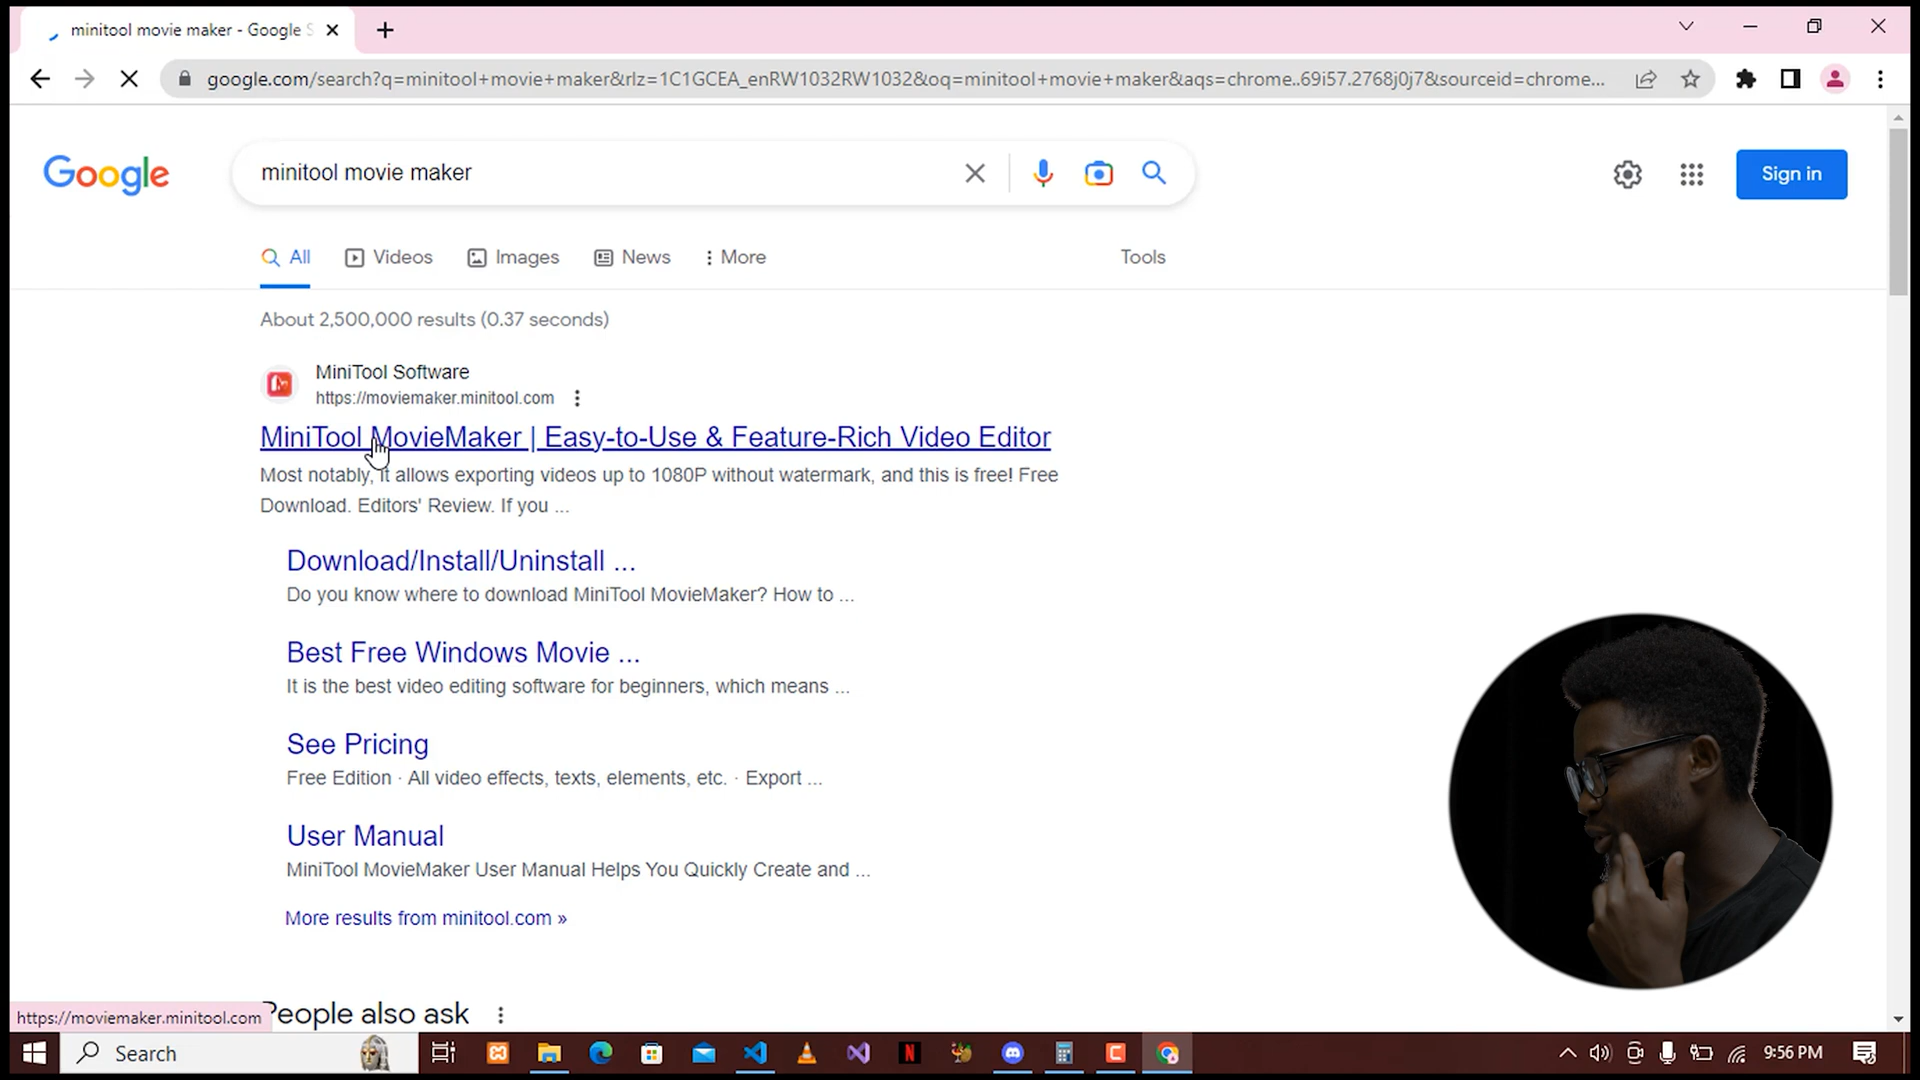 minitool movie maker - Google S
google.com/search?q=minitool+movie+maker&rlz=1C1GCEA_enRW1032RW1032&oq=minitool+movie+maker&aqs=chrome..69i57.2768j0j7&sourceid=chrome...
Google
minitool movie maker
Sign in
All
Videos
Images
News
More
Tools
About 2,500,000 results (0.37 seconds)
MiniTool Software
https://moviemaker.minitool.com
MiniTool MovieMaker | Easy-to-Use & Feature-Rich Video Editor
Most notably, it allows exporting videos up to 1080P without watermark, and this is free! Free
Download. Editors' Review. If you ...
Download/Install/Uninstall ...
Do you know where to download MiniTool MovieMaker? How to ...
Best Free Windows Movie ...
It is the best video editing software for beginners, which means ...
See Pricing
Free Edition · All video effects, texts, elements, etc. · Export ...
User Manual
MiniTool MovieMaker User Manual Helps You Quickly Create and ...
More results from minitool.com »
People also ask
https://moviemaker.minitool.com
Search
9:56 PM